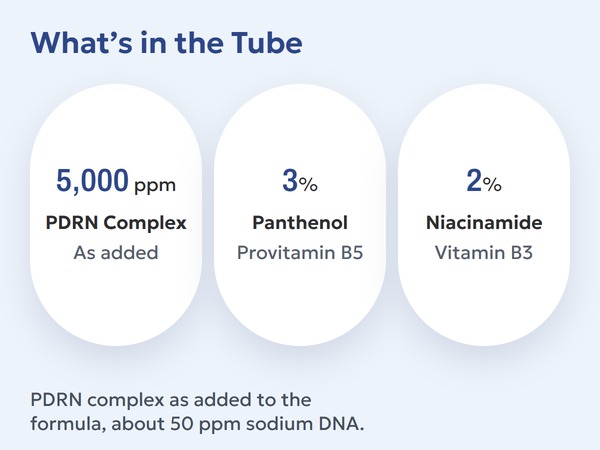 What’s in the Tube
5,000 ppm
PDRN Complex
As added
3%
Panthenol
Provitamin B5
2%
Niacinamide
Vitamin B3
PDRN complex as added to the
formula, about 50 ppm sodium DNA.